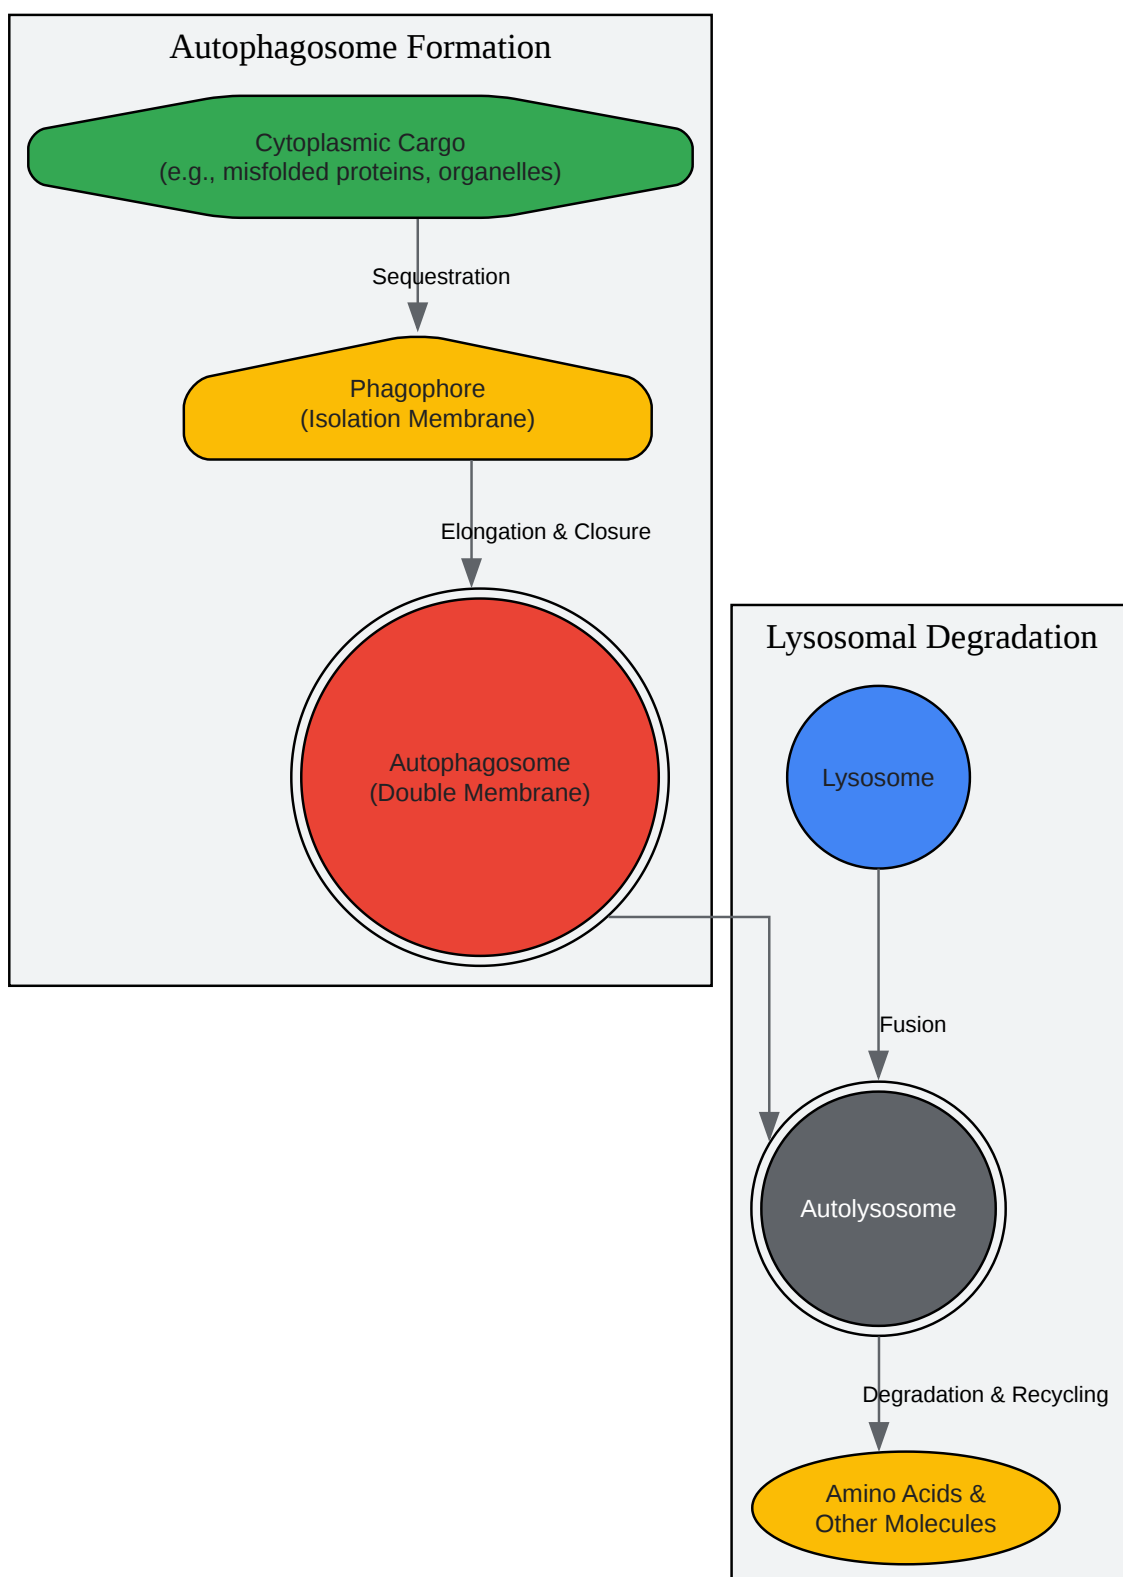 Autophagosome Formation
Cytoplasmic Cargo
(e.g., misfolded proteins, organelles)
Sequestration
Phagophore
(Isolation Membrane)
Elongation & Closure
Autophagosome
(Double Membrane)
Lysosomal Degradation
Lysosome
Fusion
Autolysosome
Degradation & Recycling
Amino Acids &
Other Molecules